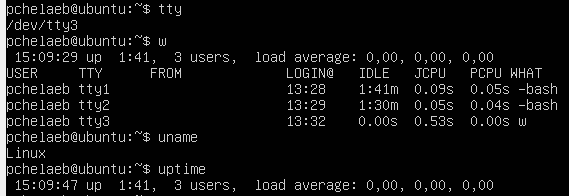 pchelaeb@ubuntu:~$ tty
/dev/tty3
pchelaeb@ubuntu:~$ w
 15:09:29 up  1:41,  3 users,  load average: 0,00, 0,00, 0,00
USER     TTY      FROM             LOGIN@   IDLE   JCPU   PCPU WHAT
pchelaeb tty1                      13:28    1:41m  0.09s  0.05s -bash
pchelaeb tty2                      13:29    1:30m  0.05s  0.04s -bash
pchelaeb tty3                      13:32    0.00s  0.53s  0.00s w
pchelaeb@ubuntu:~$ uname
Linux
pchelaeb@ubuntu:~$ uptime
 15:09:47 up  1:41,  3 users,  load average: 0,00, 0,00, 0,00